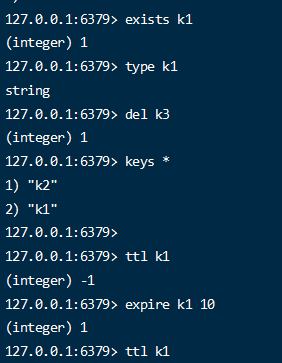 127.0.0.1:6379> exists k1
(integer) 1
127.0.0.1:6379> type k1
string
127.0.0.1:6379> del k3
(integer) 1
127.0.0.1:6379> keys *
1) "k2"
2) "k1"
127.0.0.1:6379>
127.0.0.1:6379> ttl k1
(integer) -1
127.0.0.1:6379> expire k1 10
(integer) 1
127.0.0.1:6379> ttl k1